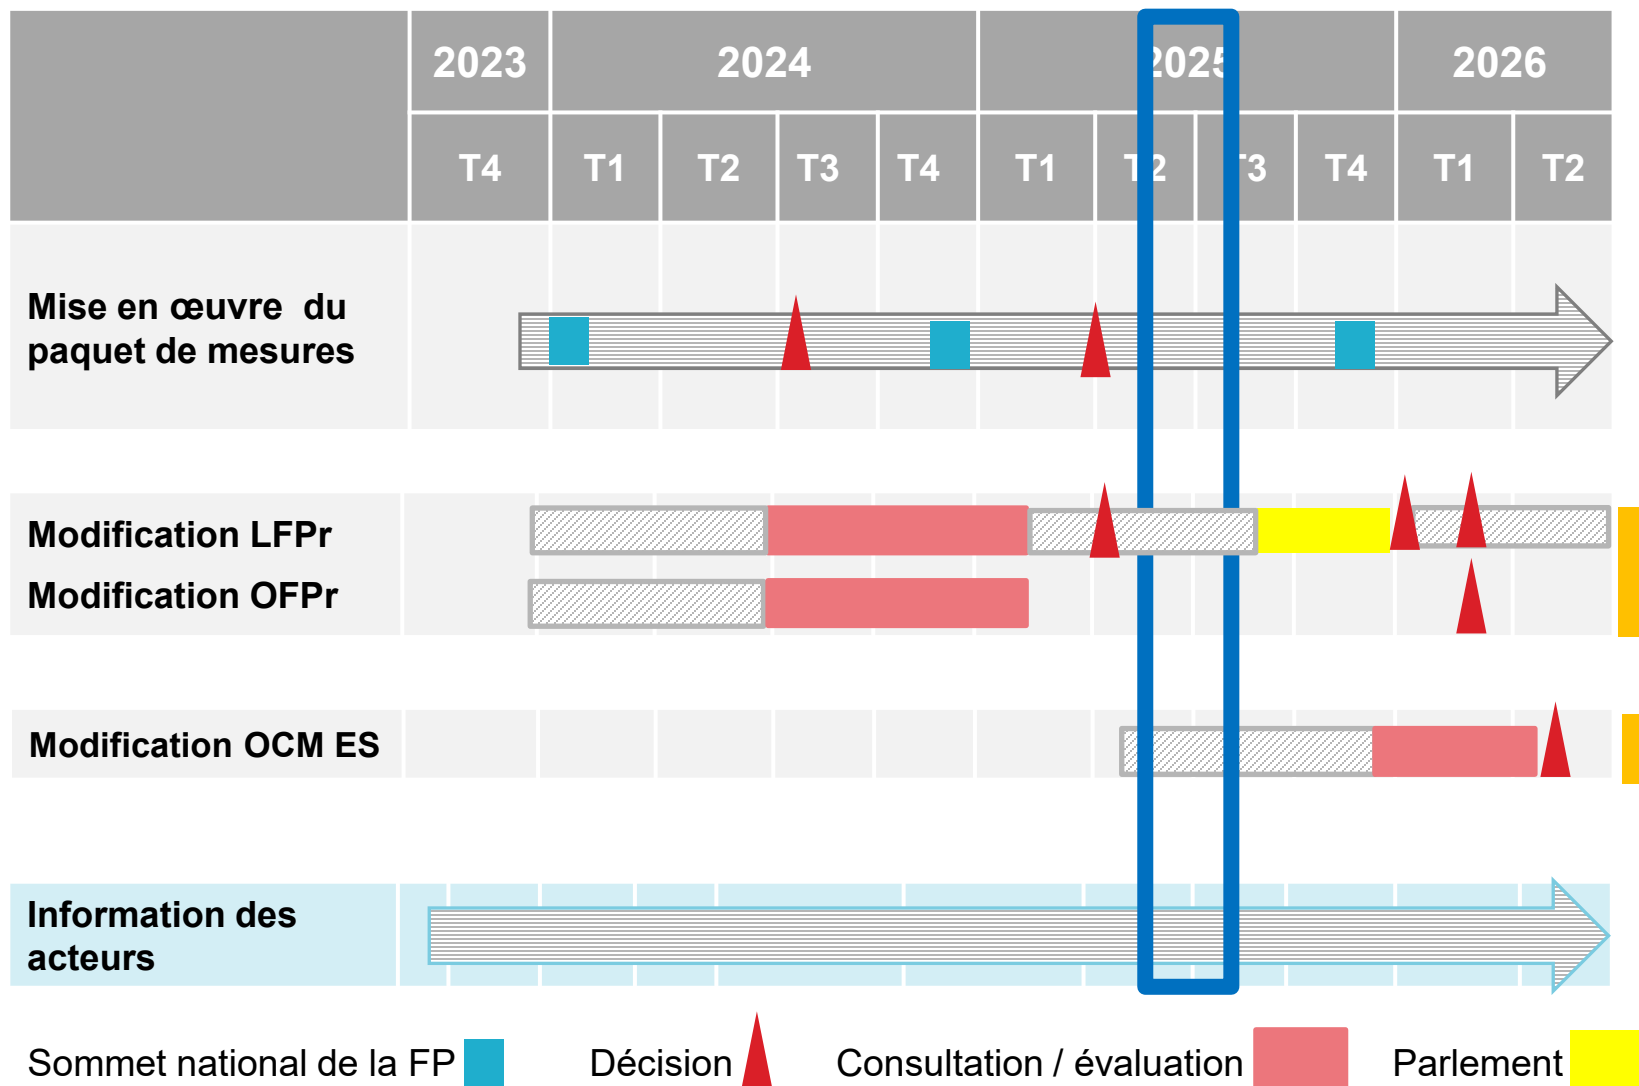 2023 2024 2025 2026
T4 T1 T2 T3 T4 T1 T2 T3 T4 T1 T2
Mise en œuvre du
paquet de mesures
Modification LFPr
Modification OFPr
Modification OCM ES
Information des
acteurs
Sommet national de la FP Décision Consultation / évaluation Parlement